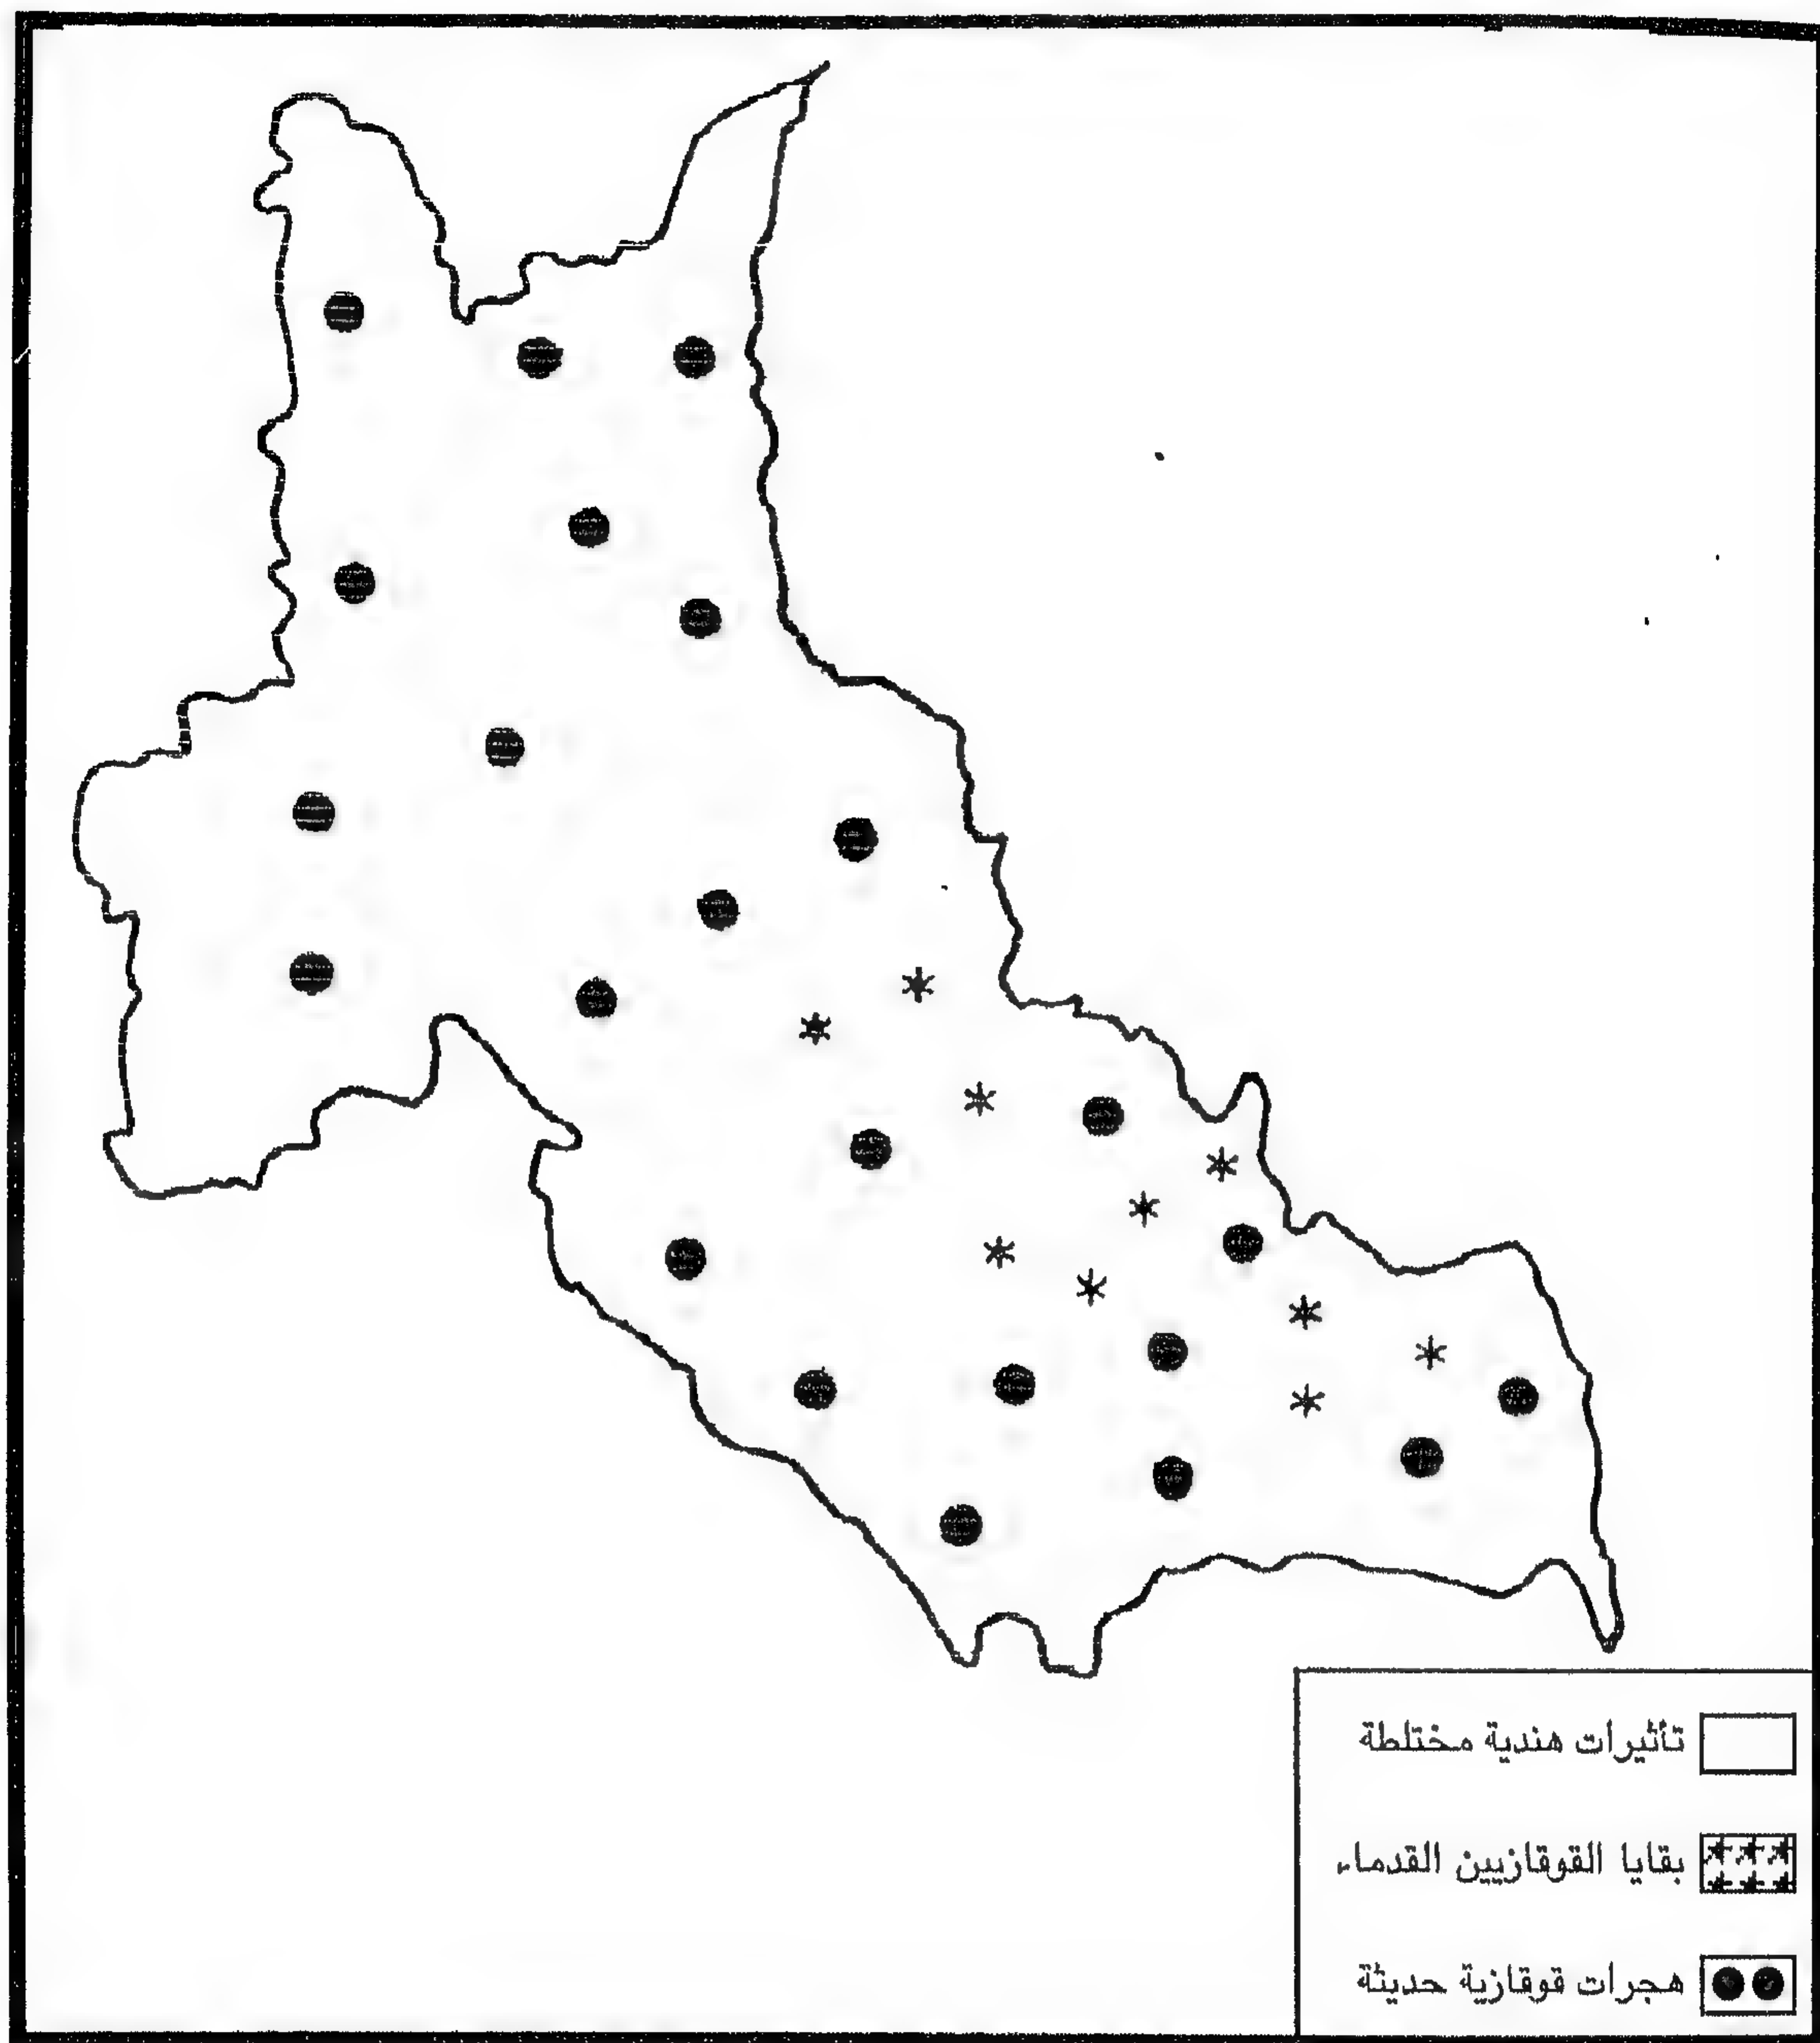 تأثيرات هندية مختلطة
بقايا القوقازيين القدماء
هجرات قوقازية حديثة